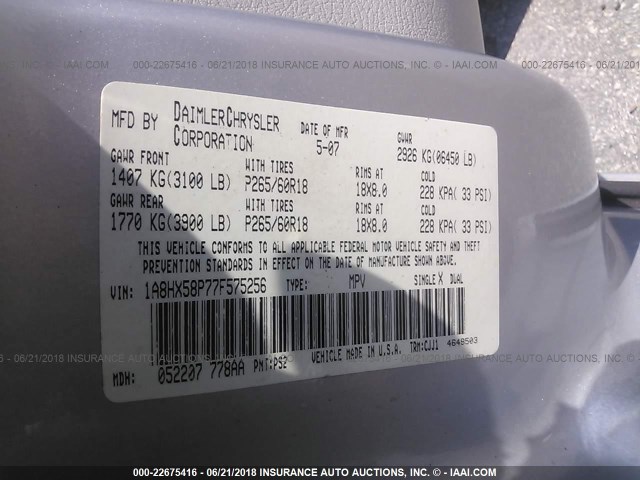 000-22675416 - 06/21/2018 INSURANCE AUTO AUCTIONS, INC. - © - IAAI.COM
MFD BY DAIMLERCHRYSLER CORPORATION DATE OF MFR 5-07 GVWR 2926 KG(06450 LB)
GAWR FRONT WITH TIRES RIMS AT COLD
1407 KG(3100 LB) P265/60R18 18X8.0 228 KPA( 33 PSI)
GAWR REAR WITH TIRES RIMS AT COLD
1770 KG(3900 LB) P265/60R18 18X8.0 228 KPA( 33 PSI)
THIS VEHICLE CONFORMS TO ALL APPLICABLE FEDERAL MOTOR VEHICLE SAFETY AND THEFT
PREVENTION STANDARDS IN EFFECT ON THE DATE OF MANUFACTURE SHOWN ABOVE.
VIN: 1A8HX58P77F575256 TYPE: MPV SINGLE X DUAL
MDH: 052207 778AA PNT:PS2 VEHICLE MADE IN U.S.A. TRM:CJJ1 4648503
000-22675416 - 06/21/2018 INSURANCE AUTO AUCTIONS, INC. - © - IAAI.COM